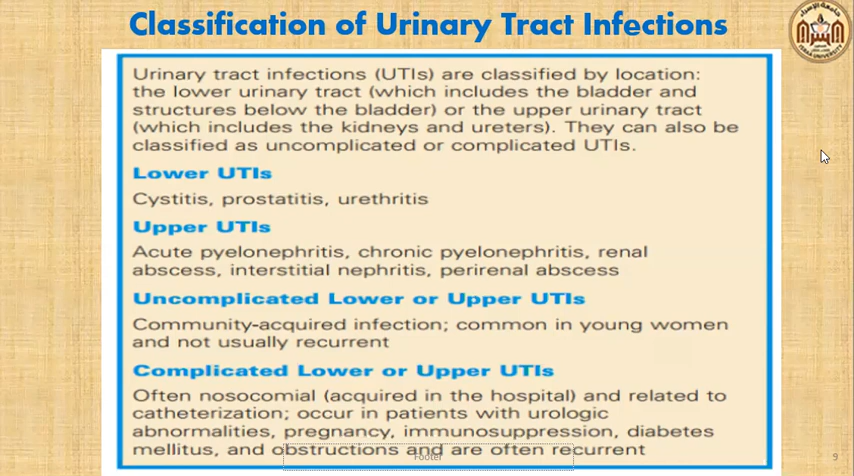 Classification of Urinary Tract Infections
Urinary tract infections (UTIs) are classified by location:
the lower urinary tract (which includes the bladder and
structures below the bladder) or the upper urinary tract
(which includes the kidneys and ureters). They can also be
classified as uncomplicated or complicated UTIs.
Lower UTIs
Cystitis, prostatitis, urethritis
Upper UTIs
Acute pyelonephritis, chronic pyelonephritis, renal
abscess, interstitial nephritis, perirenal abscess
Uncomplicated Lower or Upper UTIs
Community-acquired infection; common in young women
and not usually recurrent
Complicated Lower or Upper UTIs
Often nosocomial (acquired in the hospital) and related to
catheterization; occur in patients with urologic
abnormalities, pregnancy, immunosuppression, diabetes
mellitus, and obstructions and are often recurrent
Footer
9